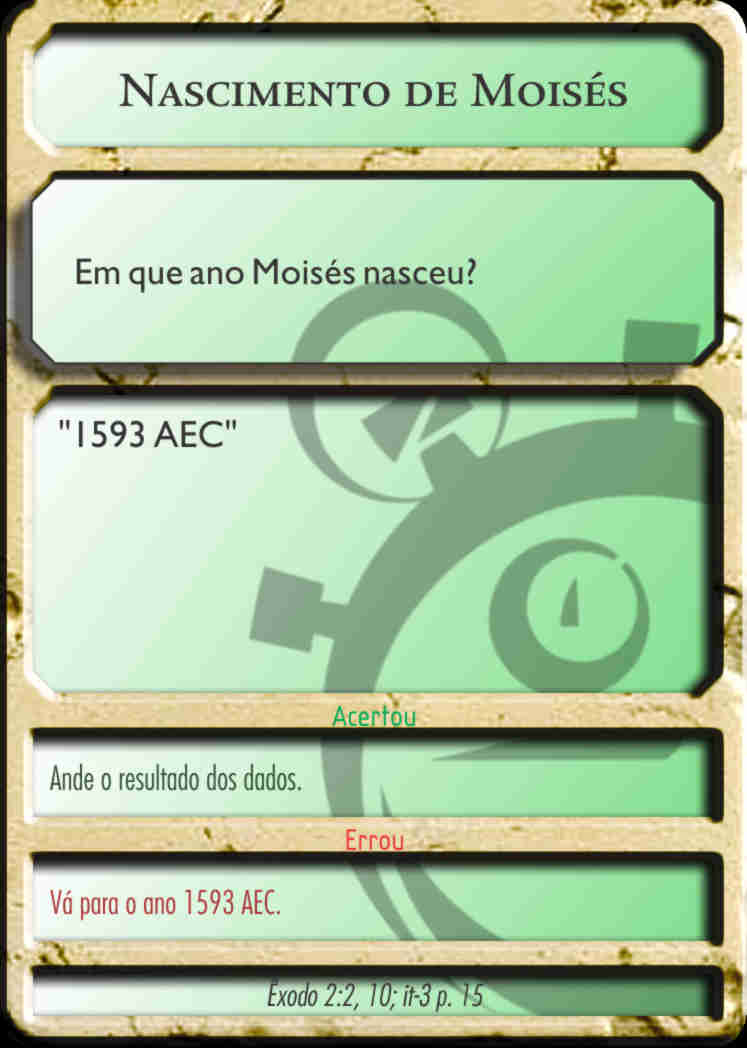 Nascimento de Moisés
Em que ano Moisés nasceu?
"1593 AEC"
Acertou
Ande o resultado dos dados.
Errou
Vá para o ano 1593 AEC.
Êxodo 2:2, 10; it-3 p. 15